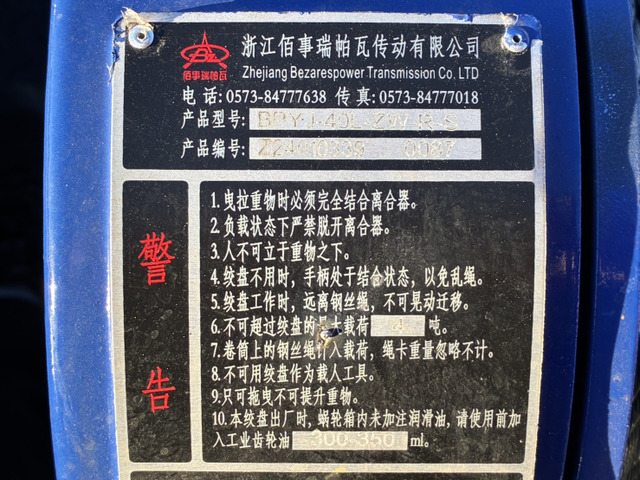 浙江佰事瑞帕瓦传动有限公司
佰事瑞帕瓦
Zhejiang Bezarespower Transmission Co. LTD
电话:0573-84777638 传真:0573-84777018
产品型号:
产品编号: 0087
警告
1.曳拉重物时必须完全结合离合器。
2.负载状态下严禁脱开离合器。
3.人不可立于重物之下。
4.绞盘不用时，手柄处于结合状态，以免乱绳。
5.绞盘工作时，远离钢丝绳，不可晃动迁移。
6.不可超过绞盘的最大载荷 4 吨。
7.卷筒上的钢丝绳计入载荷，绳卡重量忽略不计。
8.不可用绞盘作为载人工具。
9.只可拖曳不可提升重物。
10.本绞盘出厂时，蜗轮箱内未加注润滑油，请使用前加
入工业齿轮油 300-350 ml。